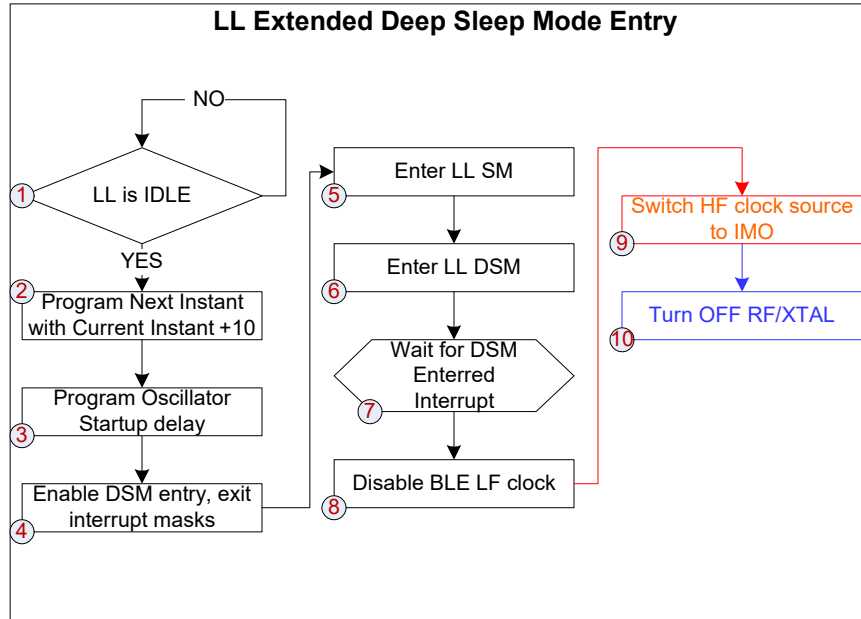 LL Extended Deep Sleep Mode Entry
NO
1
LL is IDLE
YES
2
Program Next Instant
with Current Instant +10
3
Program Oscillator
Startup delay
4
Enable DSM entry, exit
interrupt masks
5
Enter LL SM
6
Enter LL DSM
7
Wait for DSM
Enterred
Interrupt
8
Disable BLE LF clock
9
Switch HF clock source
to IMO
10
Turn OFF RF/XTAL